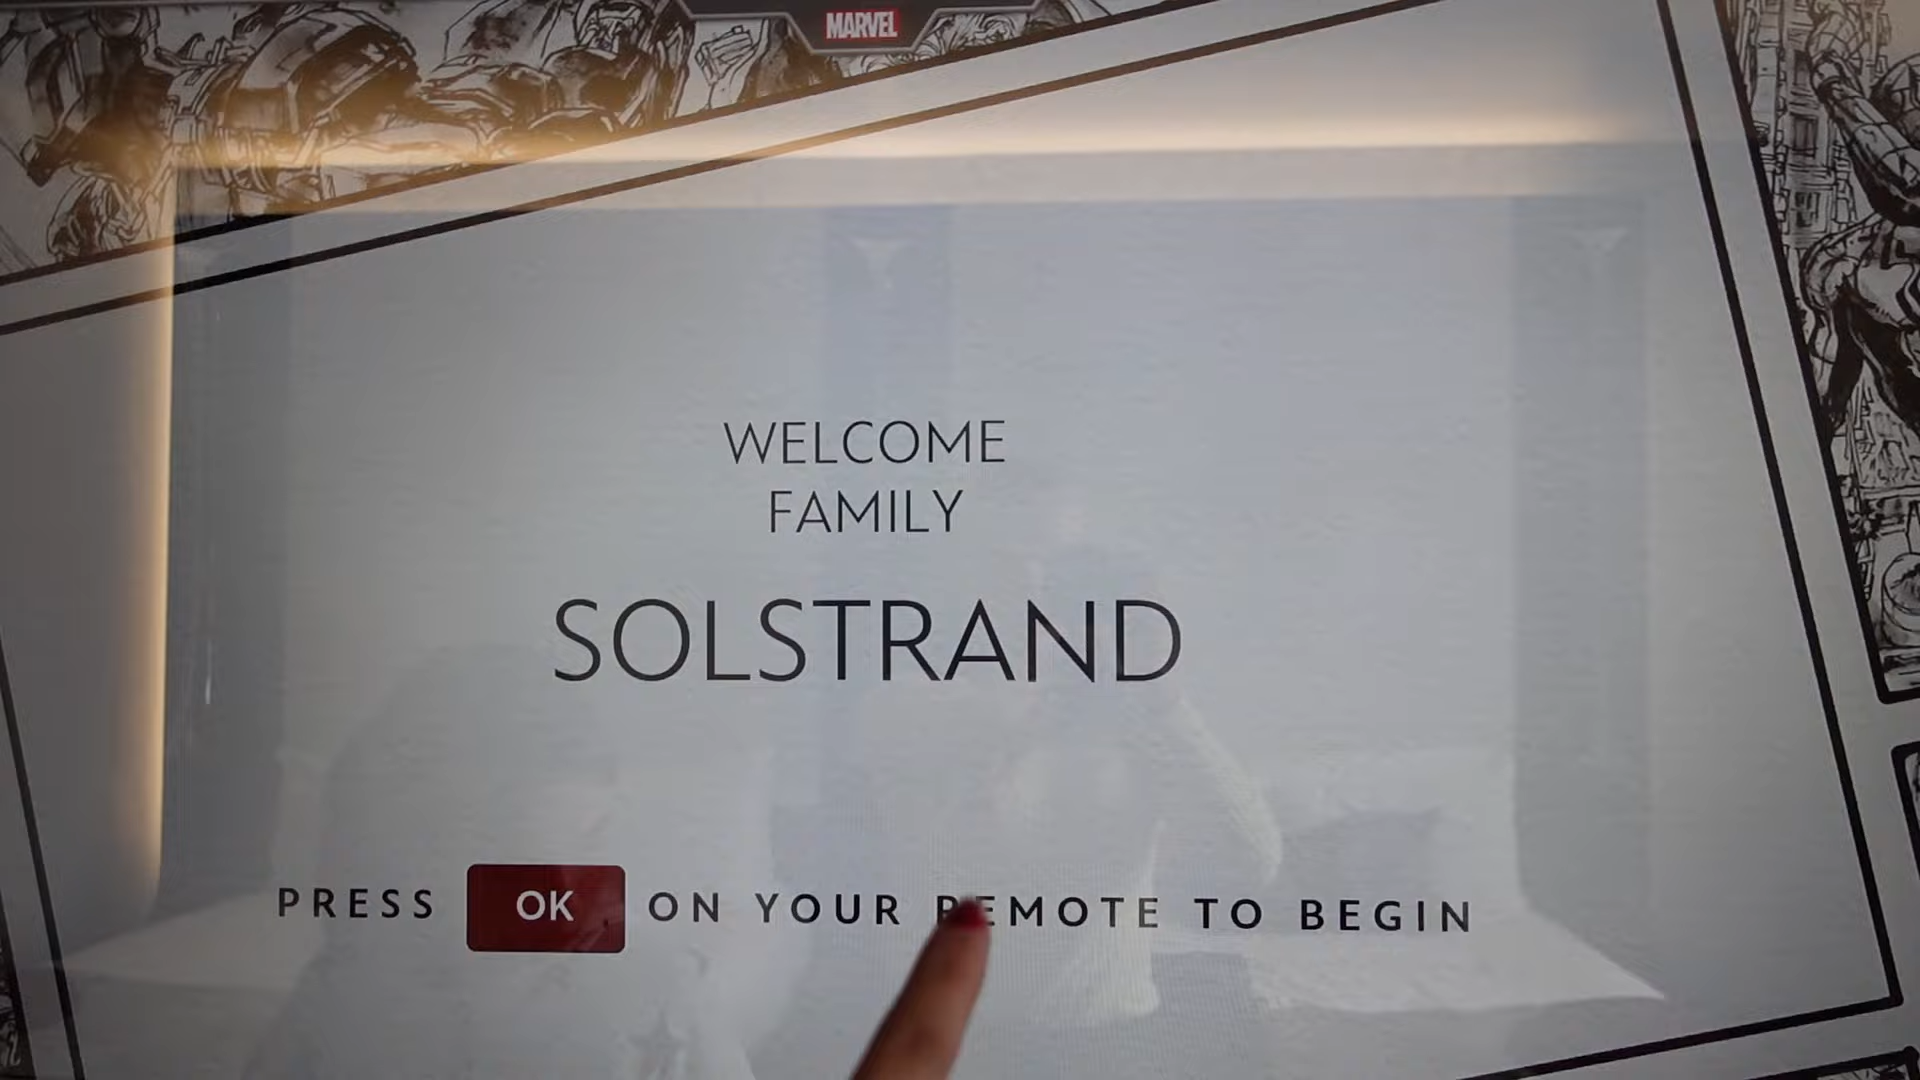 MARVEL
WELCOME
FAMILY
SOLSTRAND
PRESS OK ON YOUR REMOTE TO BEGIN